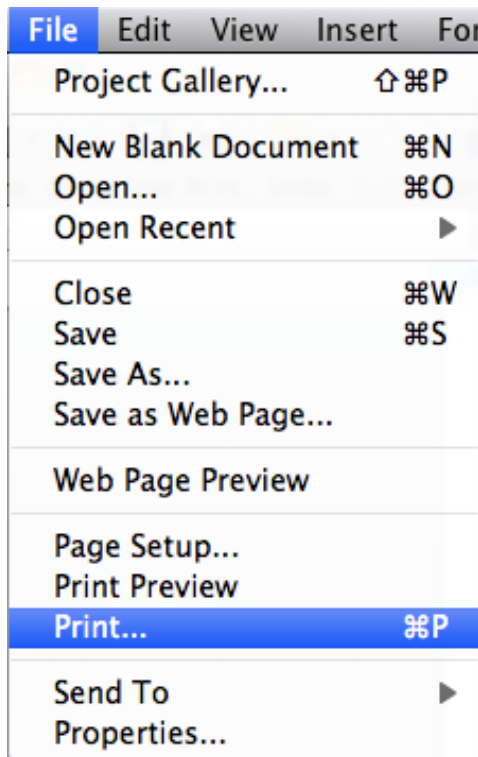 File Edit View Insert For
Project Gallery... ⇧⌘P
New Blank Document ⌘N
Open... ⌘O
Open Recent ▶
Close ⌘W
Save ⌘S
Save As...
Save as Web Page...
Web Page Preview
Page Setup...
Print Preview
Print... ⌘P
Send To ▶
Properties...